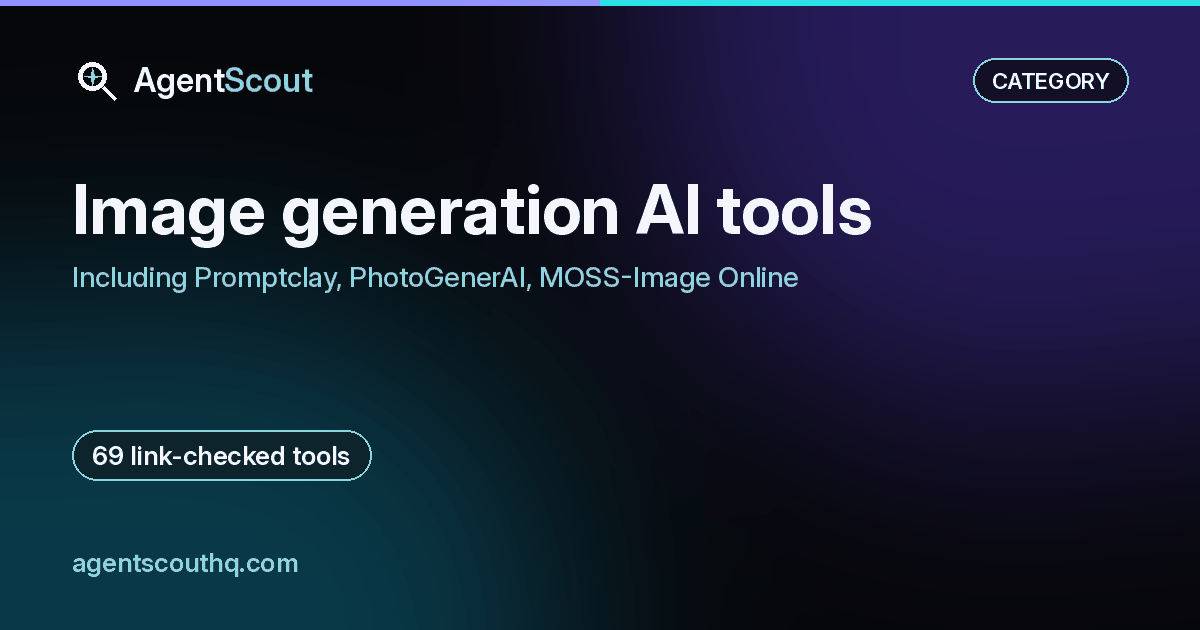 AgentScout
CATEGORY
Image generation AI tools
Including Promptclay, PhotoGenerAI, MOSS-Image Online
69 link-checked tools
agentscouthq.com